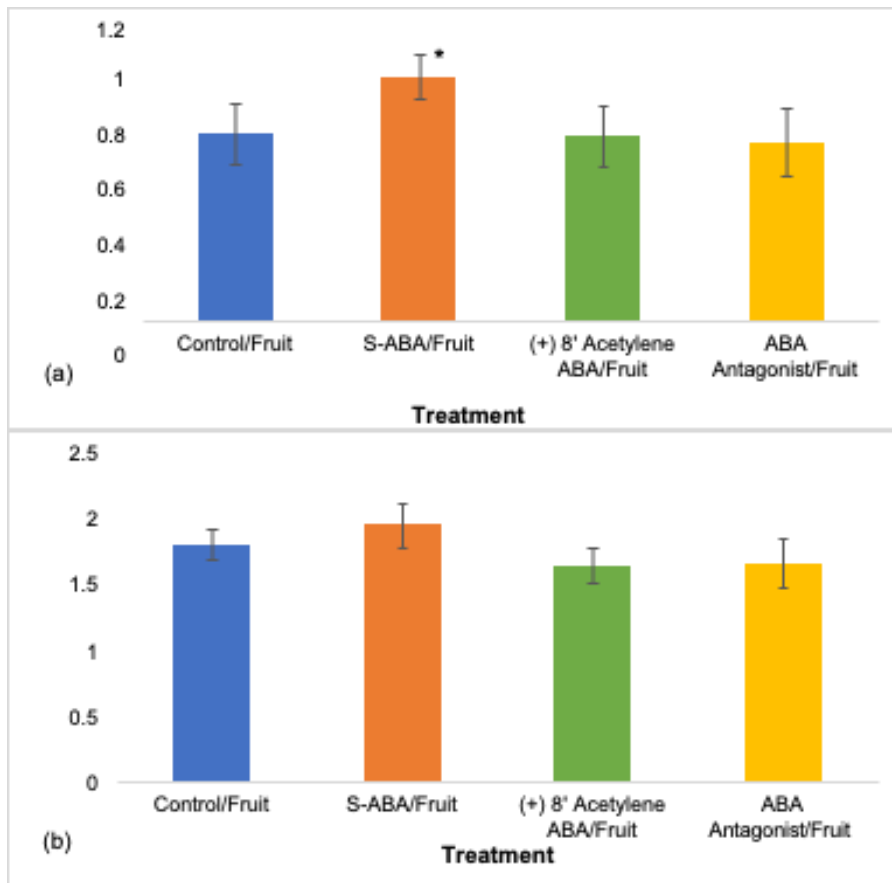 1.2
1
*
0.8
0.6
0.4
0.2
0
Control/Fruit
S-ABA/Fruit
(+) 8' Acetylene
ABA/Fruit
ABA
Antagonist/Fruit
(a)
Treatment
2.5
2
1.5
1
0.5
0
Control/Fruit
S-ABA/Fruit
(+) 8' Acetylene
ABA/Fruit
ABA
Antagonist/Fruit
(b)
Treatment